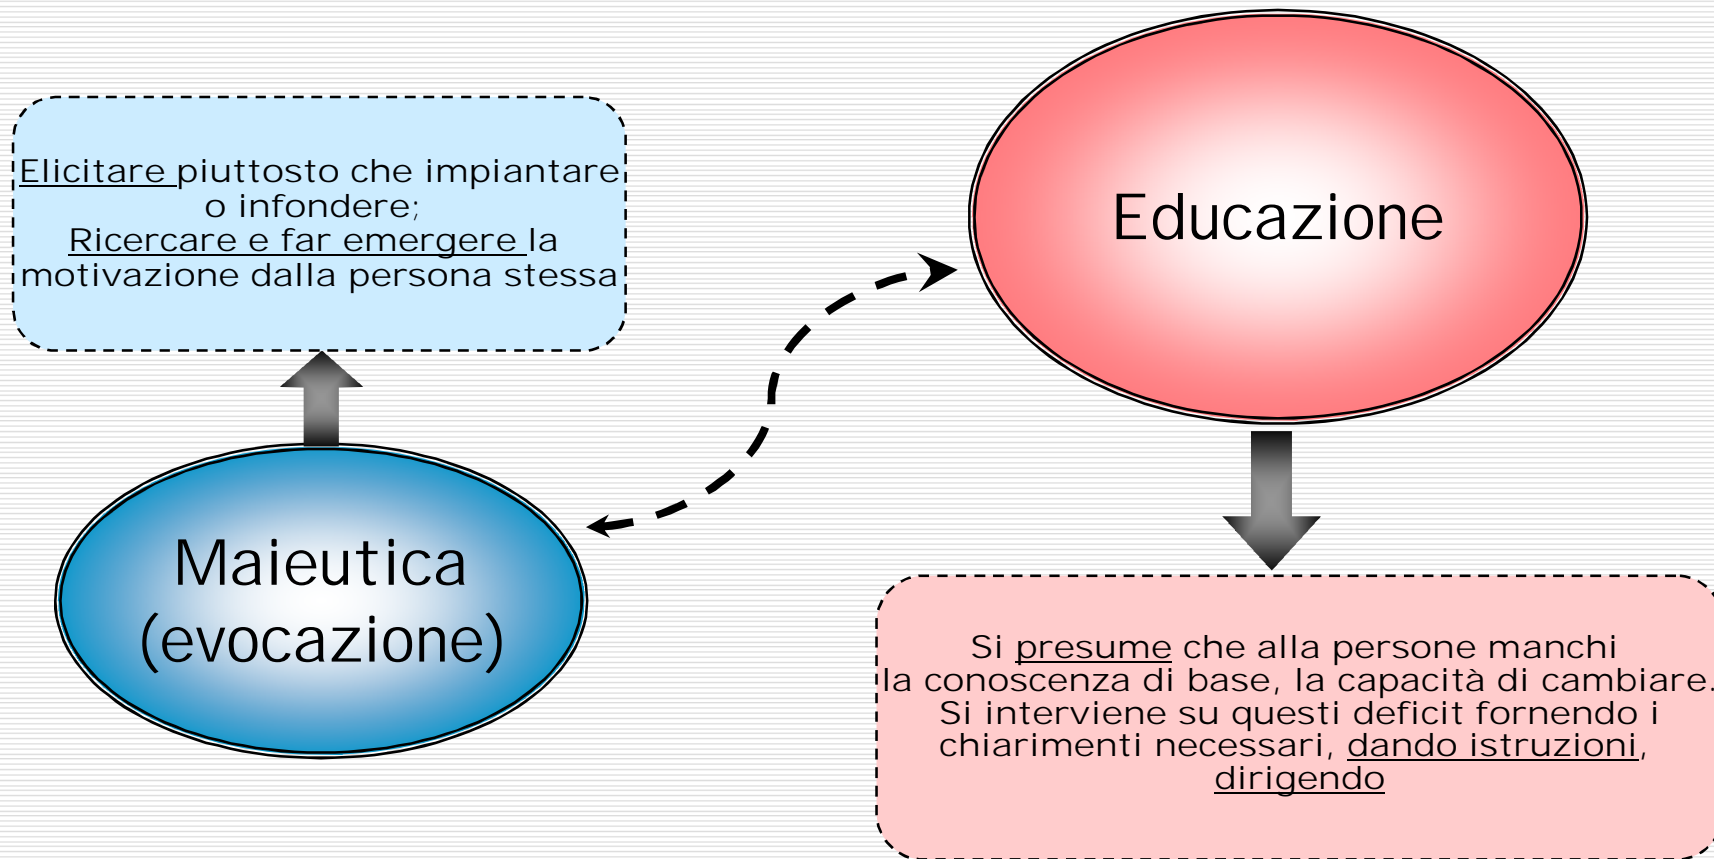 Elicitare piuttosto che impiantare
o infondere;
Ricercare e far emergere la
motivazione dalla persona stessa
Maieutica
(evocazione)
Educazione
Si presume che alla persone manchi
la conoscenza di base, la capacità di cambiare.
Si interviene su questi deficit fornendo i
chiarimenti necessari, dando istruzioni,
dirigendo